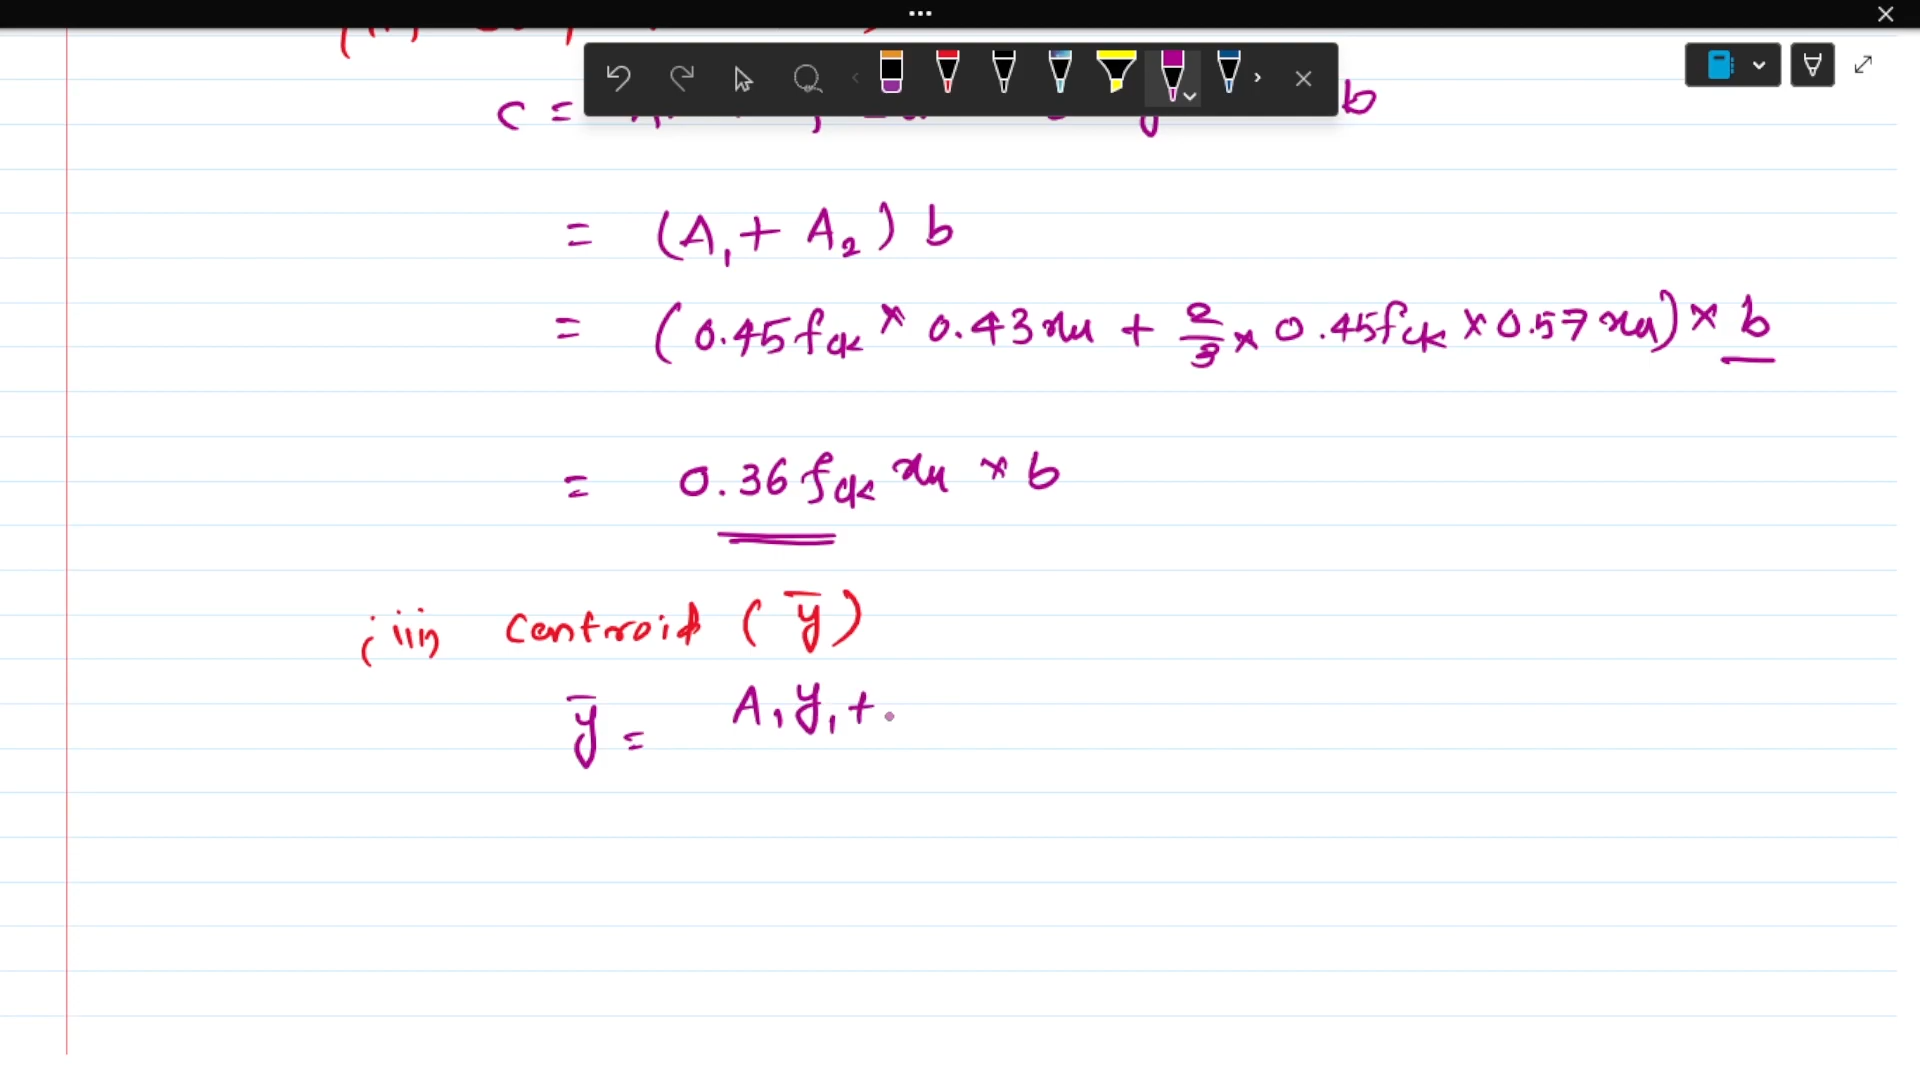 c =
b
= (A₁ + A₂) b
= (0.45fck × 0.43xu + 2/3 × 0.45fck × 0.57xu) × b
= 0.36 fck xu × b
(iii) Centroid (ȳ)
ȳ = A₁y₁ +